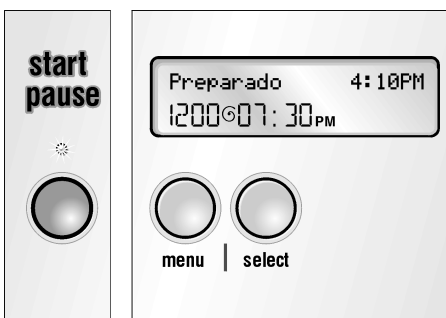 start
pause
Preparado 4:10PM
1200 07:30PM
menu | select